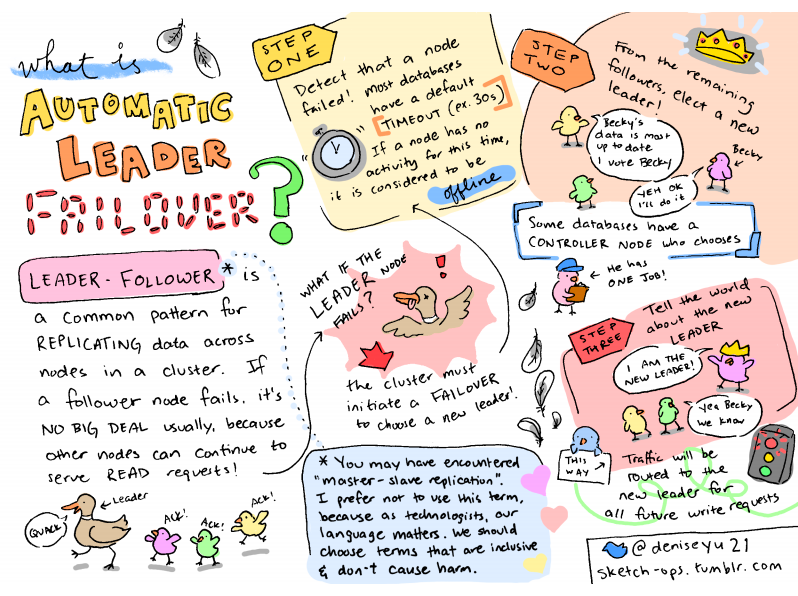 what is
AUTOMATIC
LEADER
FAILOVER?
LEADER-FOLLOWER * is
a common pattern for
REPLICATING data across
nodes in a cluster. If
a follower node fails, it's
NO BIG DEAL usually, because
other nodes can continue to
serve READ requests!
Leader
QUACK
ACK!
ACK!
ACK!
WHAT IF THE
LEADER NODE
FAILS?
!
the cluster must
initiate a FAILOVER
to choose a new leader!
* You may have encountered
"master-slave replication".
I prefer not to use this term,
because as technologists, our
language matters. We should
choose terms that are inclusive
& don't cause harm.
STEP
ONE
Detect that a node
failed! Most databases
have a default
[TIMEOUT (ex. 30s)]
If a node has no
activity for this time,
it is considered to be
offline
STEP
TWO
From the remaining
followers, elect a new
leader!
Becky's
data is most
up to date
I vote Becky
Becky
YEH OK
I'LL do it
Some databases have a
CONTROLLER NODE who chooses
He has
ONE JOB!
STEP
THREE
Tell the world
about the new
LEADER
I AM THE
NEW LEADER!
Yea Becky
we know
THIS
WAY
Traffic will be
routed to the
new leader for
all future write requests
@deniseyu21
sketch-ops.tumblr.com